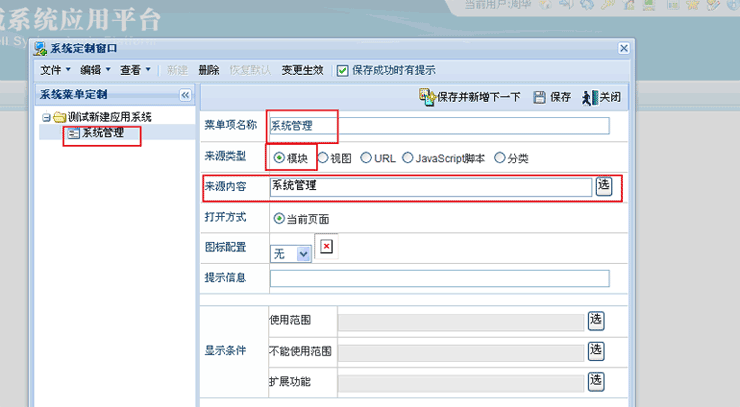 当前用户:
系统应用平台
系统定制窗口
文件 编辑 查看 新建 删除 恢复默认 变更生效 保存成功时有提示
系统菜单定制
保存并新增下一下 保存 关闭
测试新建应用系统
系统管理
菜单项名称 系统管理
来源类型 模块 视图 URL JavaScript脚本 分类
来源内容 系统管理 选
打开方式 当前页面
图标配置 无
提示信息
显示条件
使用范围 选
不能使用范围 选
扩展功能 选